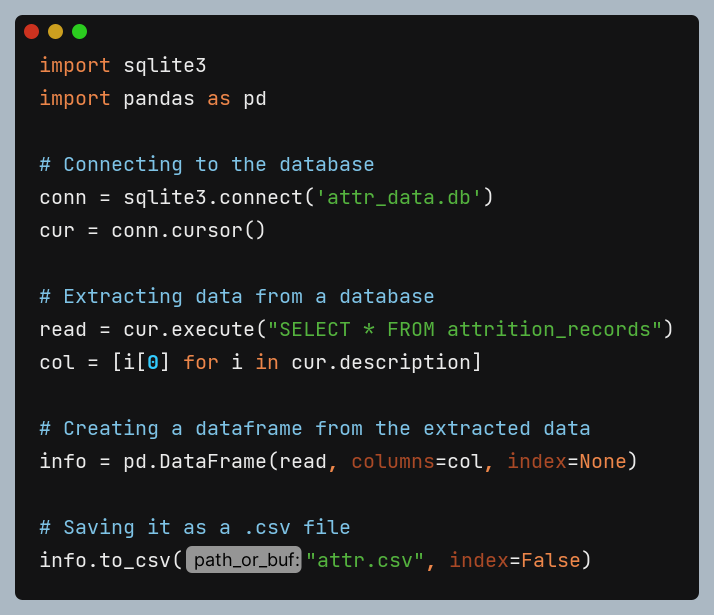 import sqlite3
import pandas as pd
# Connecting to the database
conn = sqlite3.connect('attr_data.db')
cur = conn.cursor()
# Extracting data from a database
read = cur.execute("SELECT * FROM attrition_records")
col = [i[0] for i in cur.description]
# Creating a dataframe from the extracted data
info = pd.DataFrame(read, columns=col, index=None)
# Saving it as a .csv file
info.to_csv(path_or_buf:"attr.csv", index=False)